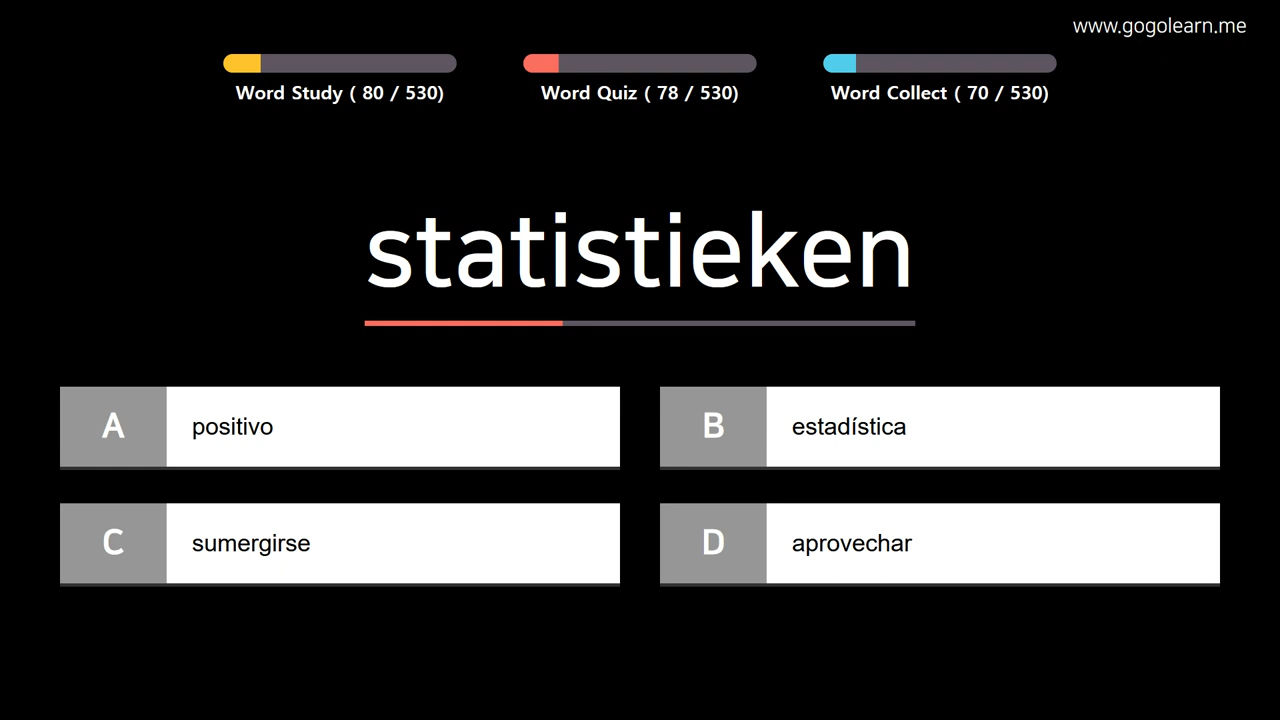 www.gogolearn.me
Word Study ( 80 / 530)
Word Quiz ( 78 / 530)
Word Collect ( 70 / 530)
statistieken
A positivo
B estadística
C sumergirse
D aprovechar